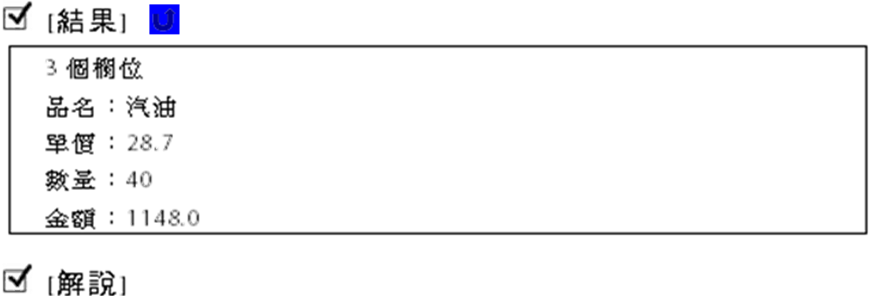 [結果]
3 個欄位
品名：汽油
單價：28.7
數量：40
金額：1148.0
[解說]